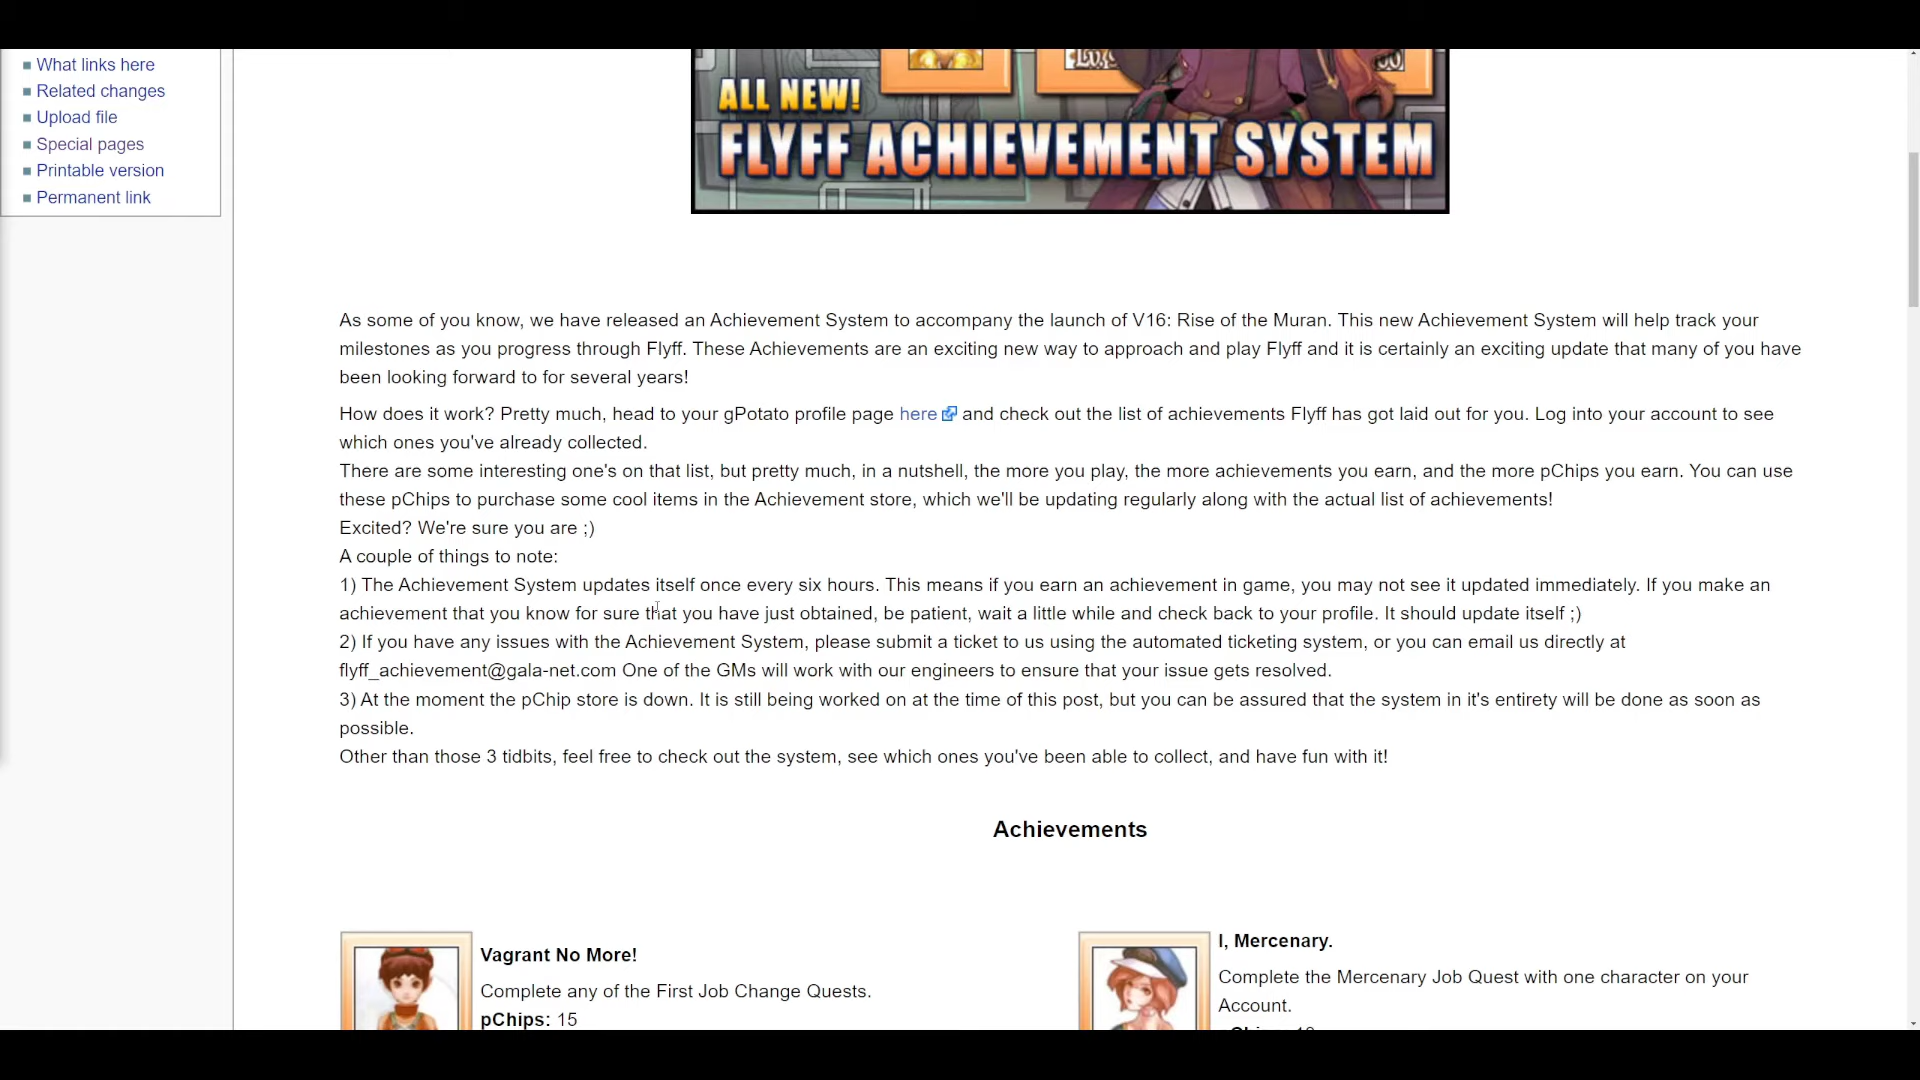 What links here
Related changes
Upload file
Special pages
Printable version
Permanent link
ALL NEW!
FLYFF ACHIEVEMENT SYSTEM
As some of you know, we have released an Achievement System to accompany the launch of V16: Rise of the Muran. This new Achievement System will help track your
milestones as you progress through Flyff. These Achievements are an exciting new way to approach and play Flyff and it is certainly an exciting update that many of you have
been looking forward to for several years!
How does it work? Pretty much, head to your gPotato profile page here and check out the list of achievements Flyff has got laid out for you. Log into your account to see
which ones you've already collected.
There are some interesting one's on that list, but pretty much, in a nutshell, the more you play, the more achievements you earn, and the more pChips you earn. You can use
these pChips to purchase some cool items in the Achievement store, which we'll be updating regularly along with the actual list of achievements!
Excited? We're sure you are ;)
A couple of things to note:
1) The Achievement System updates itself once every six hours. This means if you earn an achievement in game, you may not see it updated immediately. If you make an
achievement that you know for sure that you have just obtained, be patient, wait a little while and check back to your profile. It should update itself ;)
2) If you have any issues with the Achievement System, please submit a ticket to us using the automated ticketing system, or you can email us directly at
flyff_achievement@gala-net.com One of the GMs will work with our engineers to ensure that your issue gets resolved.
3) At the moment the pChip store is down. It is still being worked on at the time of this post, but you can be assured that the system in it's entirety will be done as soon as
possible.
Other than those 3 tidbits, feel free to check out the system, see which ones you've been able to collect, and have fun with it!
Achievements
Vagrant No More!
Complete any of the First Job Change Quests.
pChips: 15
I, Mercenary.
Complete the Mercenary Job Quest with one character on your
Account.